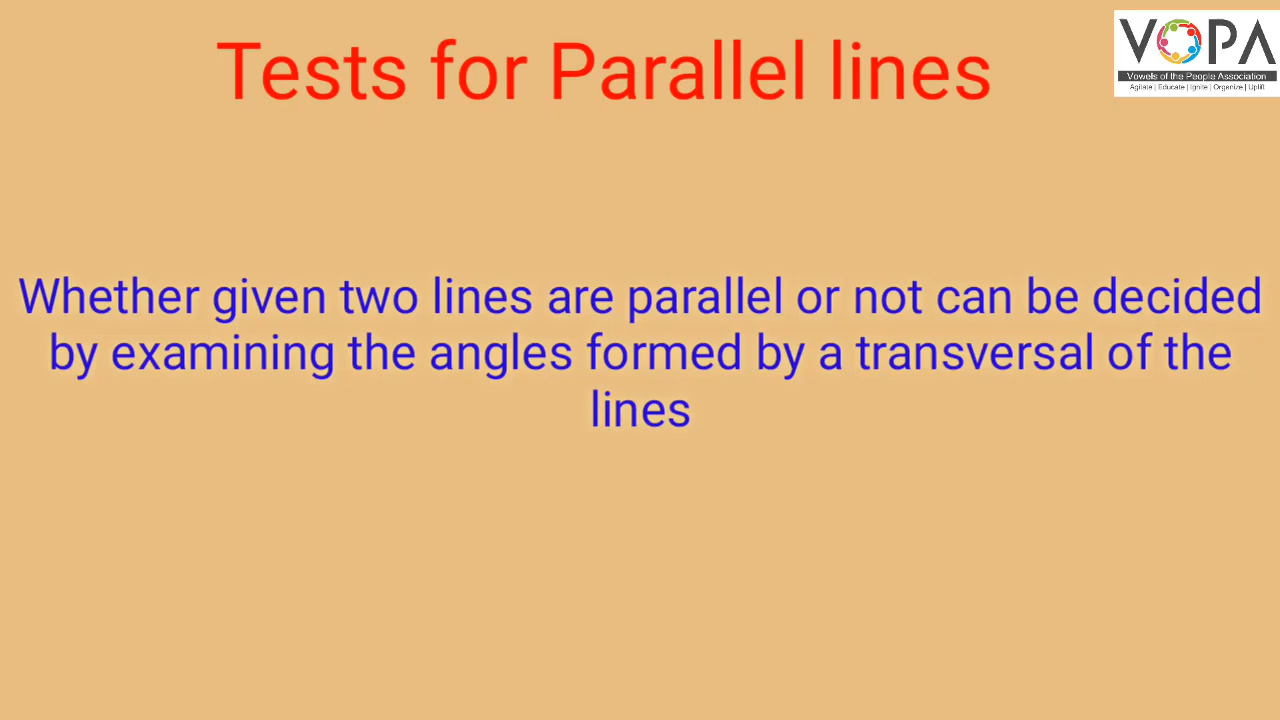 Tests for Parallel lines
VOPA
Vowels of the People Association
Agitate | Educate | Ignite | Organize | Uplift
Whether given two lines are parallel or not can be decided
by examining the angles formed by a transversal of the
lines